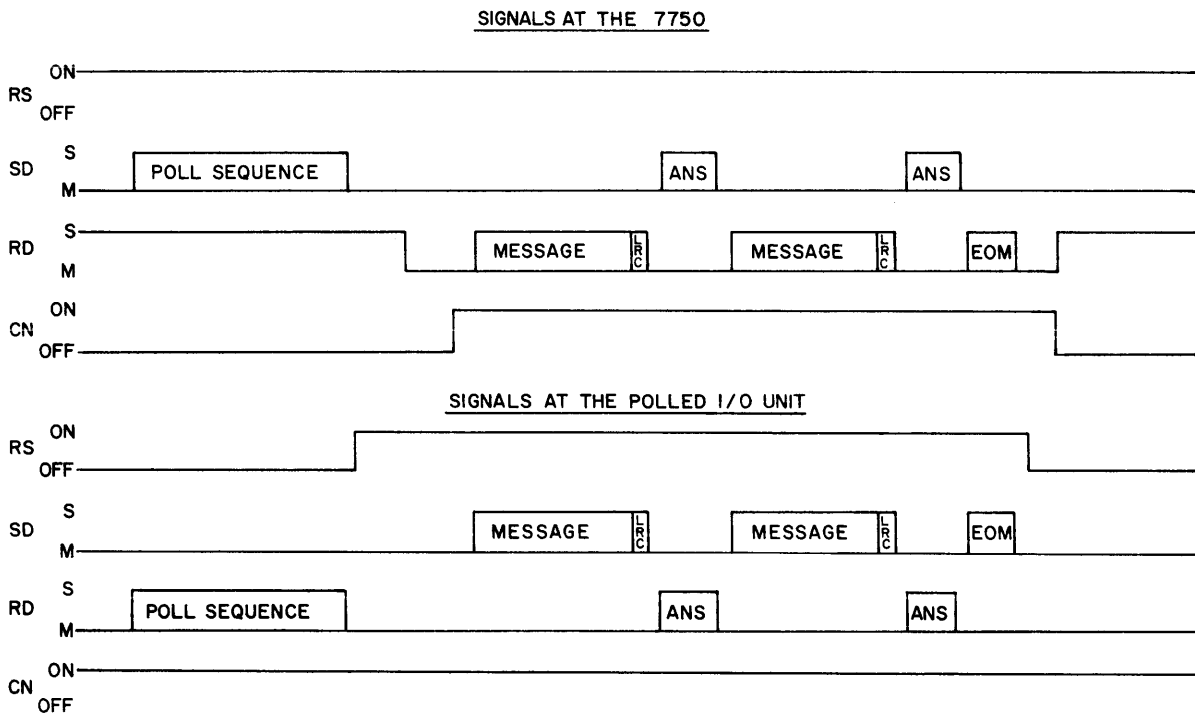 SIGNALS AT THE 7750
ON
RS
OFF
S
SD
M
POLL SEQUENCE
ANS
ANS
S
RD
M
MESSAGE
LRC
MESSAGE
LRC
EOM
ON
CN
OFF
SIGNALS AT THE POLLED I/O UNIT
ON
RS
OFF
S
SD
M
MESSAGE
LRC
MESSAGE
LRC
EOM
S
RD
M
POLL SEQUENCE
ANS
ANS
ON
CN
OFF